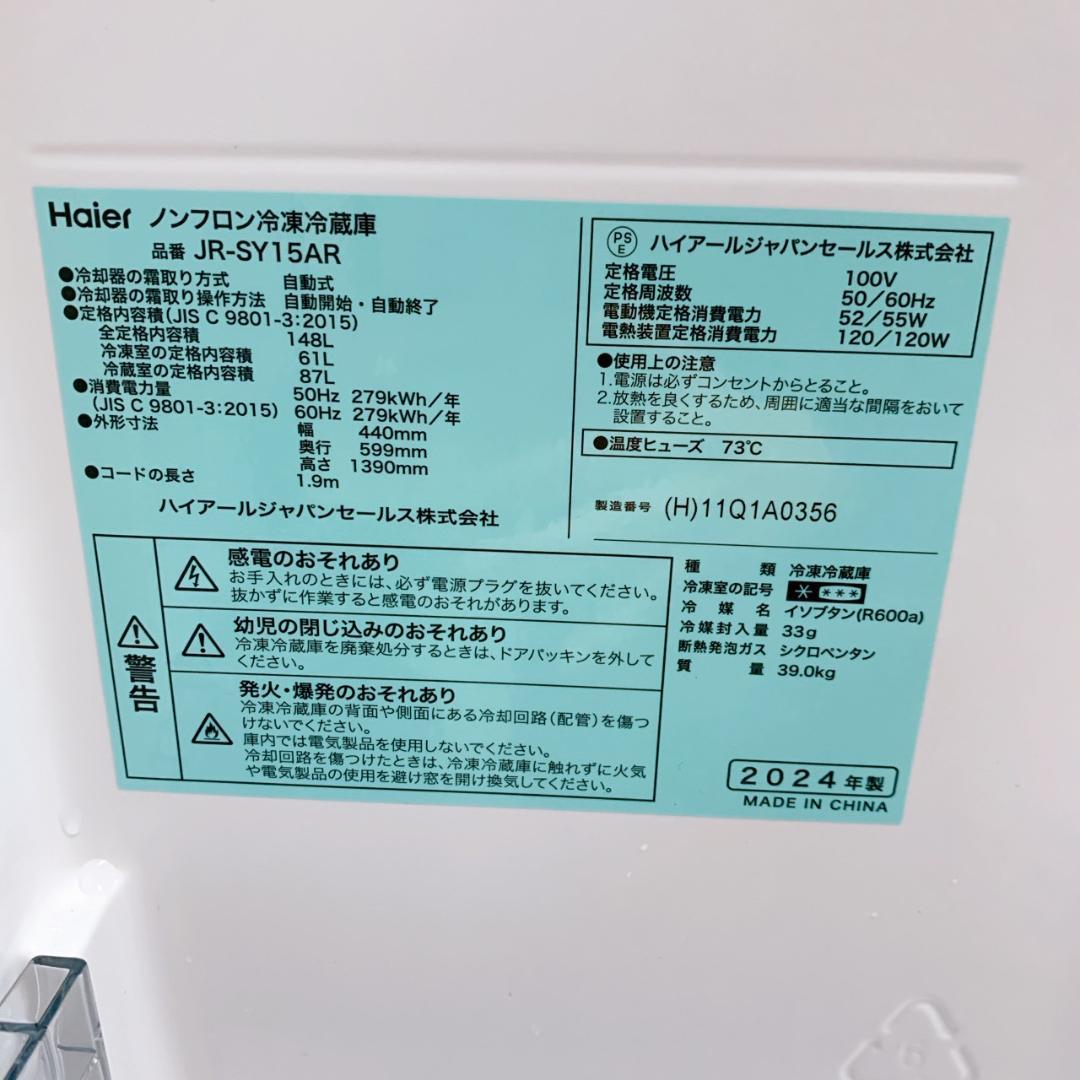 Haier ノンフロン冷凍冷蔵庫
品番 JR-SY15AR
●冷却器の霜取り方式 自動式
●冷却器の霜取り操作方法 自動開始・自動終了
●定格内容積(JIS C 9801-3:2015)
全定格内容積 148L
冷凍室の定格内容積 61L
冷蔵室の定格内容積 87L
●消費電力量 50Hz 279kWh/年
(JIS C 9801-3:2015) 60Hz 279kWh/年
●外形寸法 幅 440mm
奥行 599mm
高さ 1390mm
●コードの長さ 1.9m
ハイアールジャパンセールス株式会社
PSE ハイアールジャパンセールス株式会社
定格電圧 100V
定格周波数 50/60Hz
電動機定格消費電力 52/55W
電熱装置定格消費電力 120/120W
●使用上の注意
1.電源は必ずコンセントからとること。
2.放熱を良くするため、周囲に適当な間隔をおいて
設置すること。
●温度ヒューズ 73℃
製造番号 (H)11Q1A0356
警告
感電のおそれあり
お手入れのときには、必ず電源プラグを抜いてください。
抜かずに作業すると感電のおそれがあります。
幼児の閉じ込みのおそれあり
冷凍冷蔵庫を廃棄処分するときは、ドアパッキンを外して
ください。
発火・爆発のおそれあり
冷凍冷蔵庫の背面や側面にある冷却回路(配管)を傷つ
けないでください。
庫内では電気製品を使用しないでください。
冷却回路を傷つけたときは、冷凍冷蔵庫に触れずに火気
や電気製品の使用を避け窓を開け換気してください。
種類 冷凍冷蔵庫
冷凍室の記号 * ***
冷媒名 イソブタン(R600a)
冷媒封入量 33g
断熱発泡ガス シクロペンタン
質量 39.0kg
2024年製
MADE IN CHINA
6